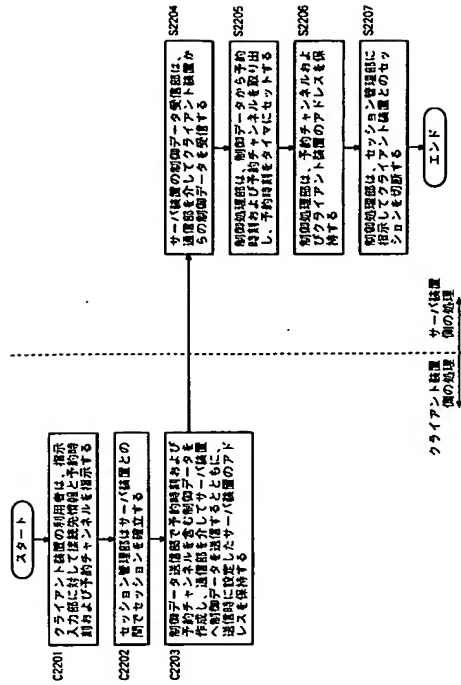 スタート
C2201
クライアント装置の利用者は、指示
入力部に対して接続先情報と予約時
刻および予約チャンネルを指示する
C2202
セッション管理部はサーバ装置との
間でセッションを確立する
C2203
制御データ送信部で予約時刻および
予約チャンネルを含む制御データを
作成し、通信部を介してサーバ装置
へ制御データを送信するとともに、
送信時に設定したサーバ装置のアド
レスを保持する
サーバ装置の制御データ受信部は、
通信部を介してクライアント装置か
らの制御データを受信する
S2204
制御処理部は、制御データから予約
時刻および予約チャンネルを取り出
し、予約時刻をタイマにセットする
S2205
制御処理部は、予約チャンネルおよ
びクライアント装置のアドレスを保
持する
S2206
制御処理部は、セッション管理部に
指示してクライアント装置とのセッ
ションを切断する
S2207
エンド
クライアント装置
側の処理
サーバ装置
側の処理